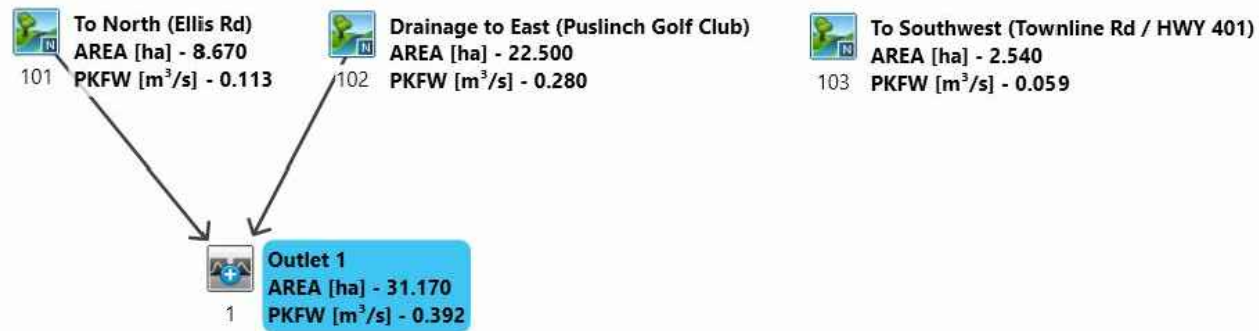 To North (Ellis Rd)
AREA [ha] - 8.670
PKFW [m³/s] - 0.113
N
101
Drainage to East (Puslinch Golf Club)
AREA [ha] - 22.500
PKFW [m³/s] - 0.280
N
102
To Southwest (Townline Rd / HWY 401)
AREA [ha] - 2.540
PKFW [m³/s] - 0.059
N
103
Outlet 1
AREA [ha] - 31.170
PKFW [m³/s] - 0.392
1